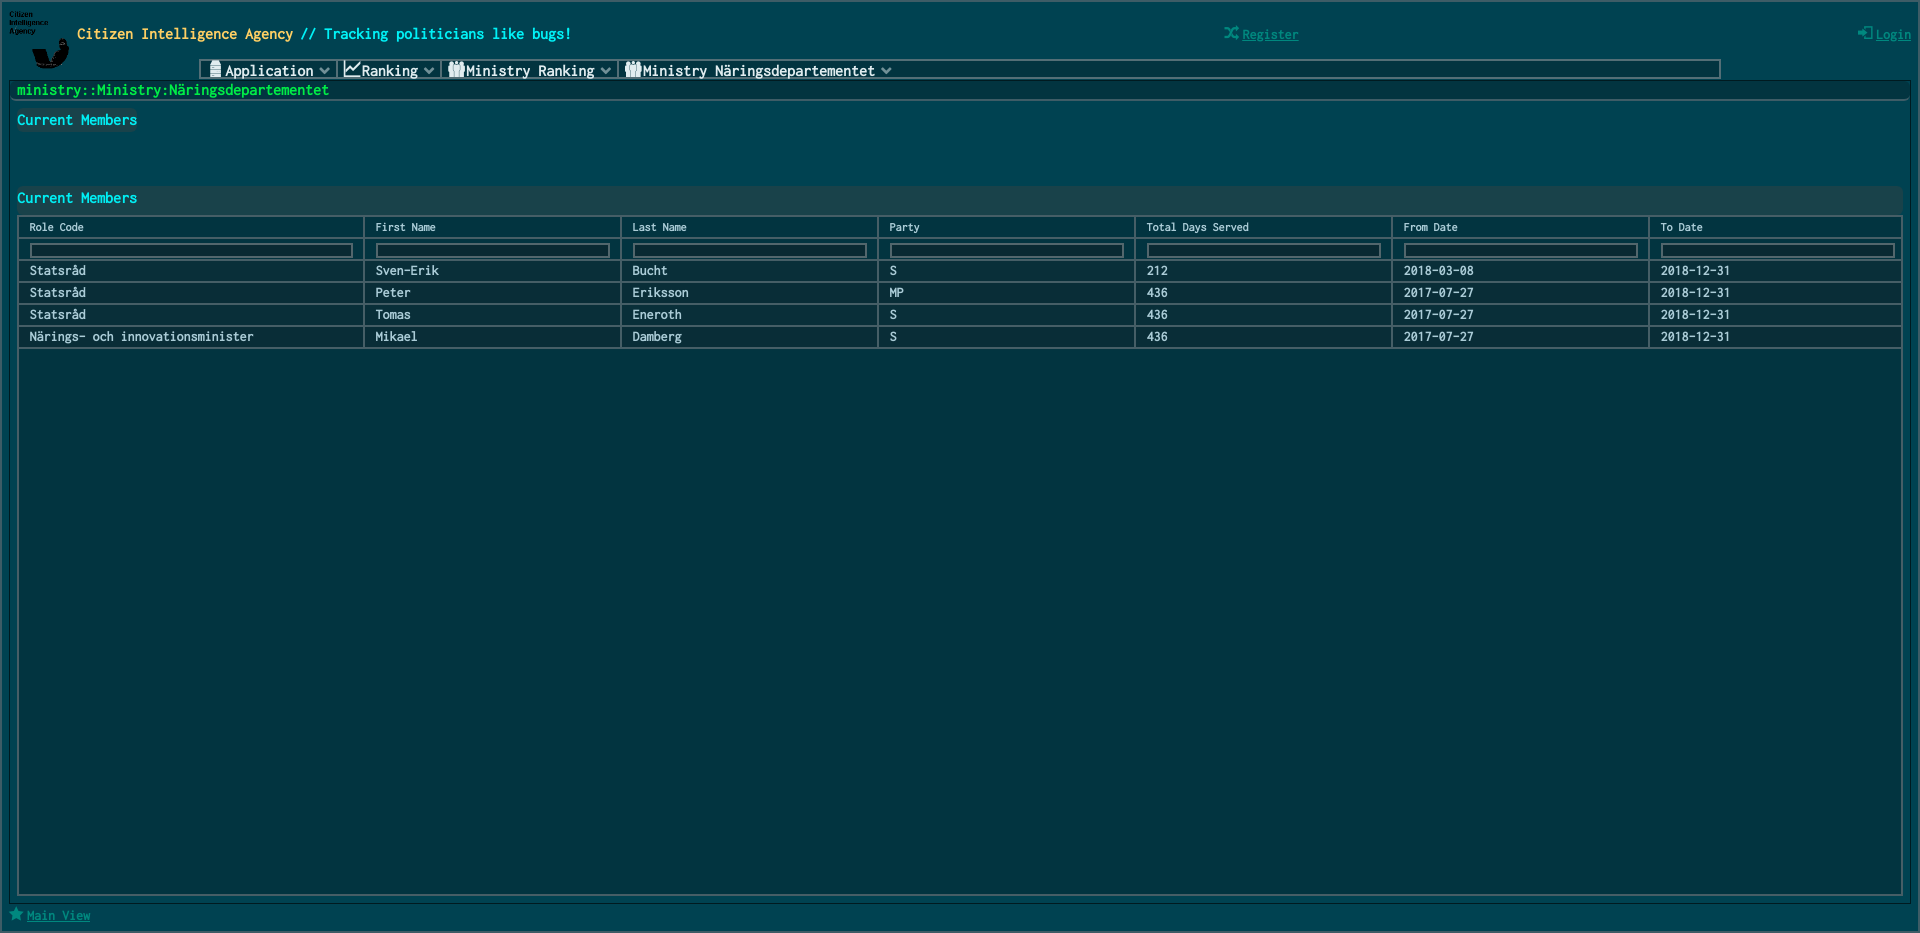 Citizen
Intelligence
Agency
Citizen Intelligence Agency // Tracking politicians like bugs!
Register
Login
Application
Ranking
Ministry Ranking
Ministry Näringsdepartementet
ministry::Ministry:Näringsdepartementet
Current Members
Current Members
Role Code First Name Last Name Party Total Days Served From Date To Date
Statsråd Sven-Erik Bucht S 212 2018-03-08 2018-12-31
Statsråd Peter Eriksson MP 436 2017-07-27 2018-12-31
Statsråd Tomas Eneroth S 436 2017-07-27 2018-12-31
Närings- och innovationsminister Mikael Damberg S 436 2017-07-27 2018-12-31
Main View